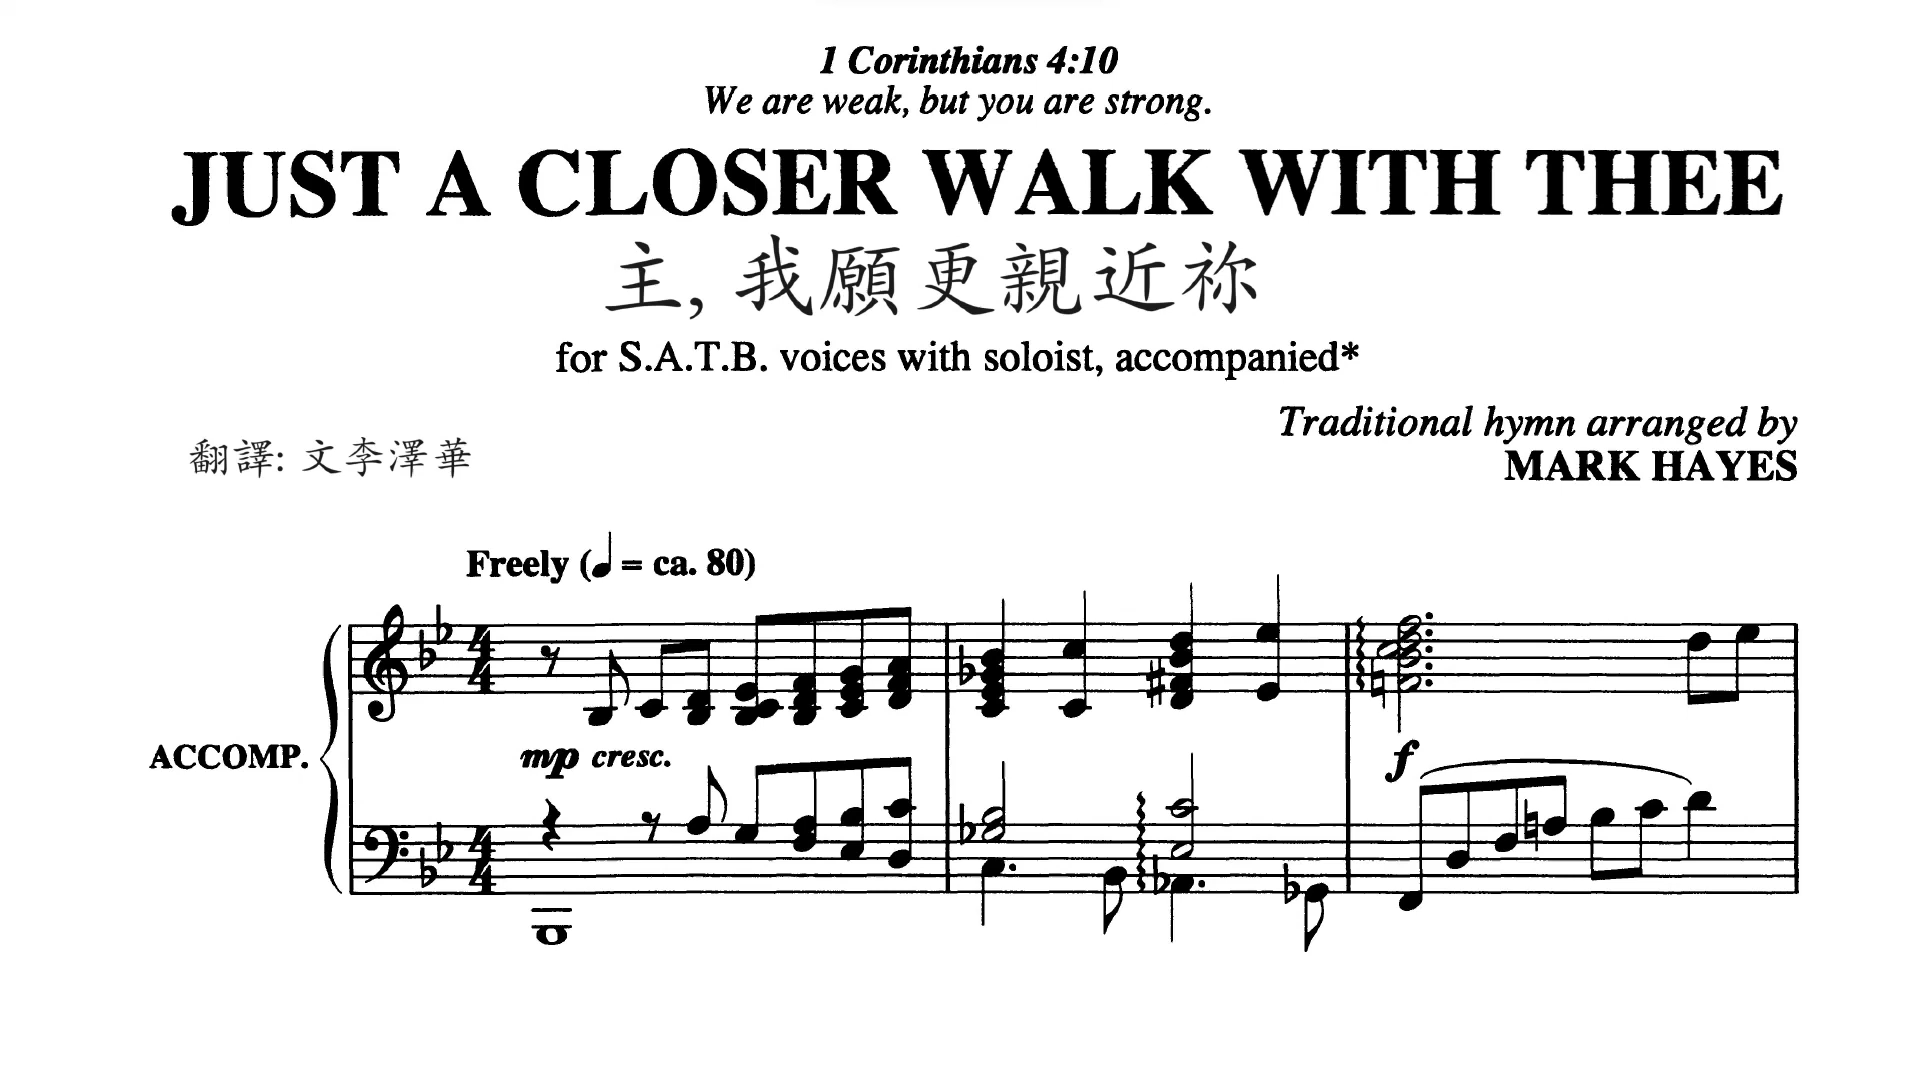 1 Corinthians 4:10
We are weak, but you are strong.
JUST A CLOSER WALK WITH THEE
主, 我願更親近祢
for S.A.T.B. voices with soloist, accompanied*
Traditional hymn arranged by
翻譯: 文李澤華
MARK HAYES
Freely (♩ = ca. 80)
ACCOMP.
mp cresc.
f